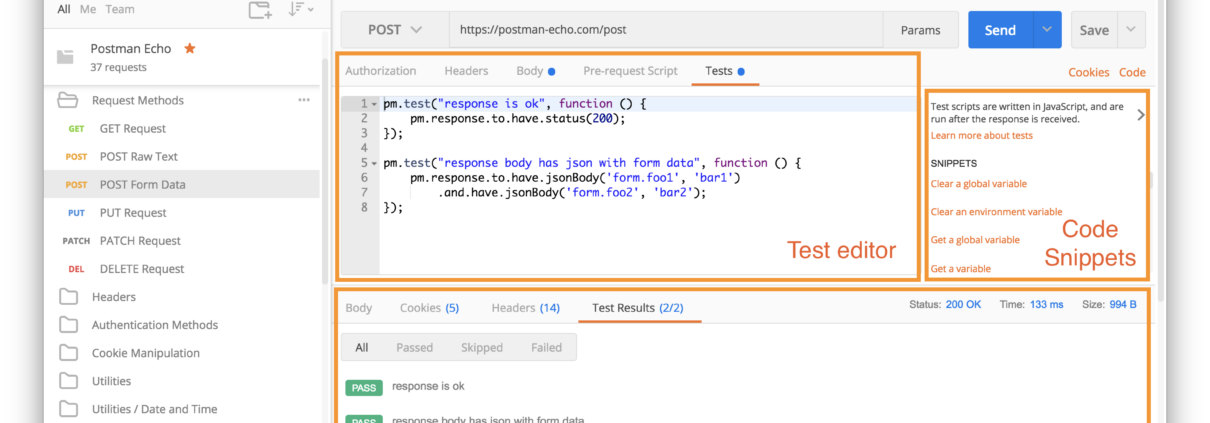 All Me Team
Postman Echo
37 requests
Request Methods
GET GET Request
POST POST Raw Text
POST POST Form Data
PUT PUT Request
PATCH PATCH Request
DEL DELETE Request
Headers
Authentication Methods
Cookie Manipulation
Utilities
Utilities / Date and Time
POST https://postman-echo.com/post Params Send Save
Authorization Headers Body Pre-request Script Tests Cookies Code
1 pm.test("response is ok", function () {
2 pm.response.to.have.status(200);
3 });
4
5 pm.test("response body has json with form data", function () {
6 pm.response.to.have.jsonBody('form.foo1', 'bar1')
7 .and.have.jsonBody('form.foo2', 'bar2');
8 });
Test editor
Test scripts are written in JavaScript, and are
run after the response is received.
Learn more about tests
SNIPPETS
Clear a global variable
Clear an environment variable
Get a global variable
Get a variable
Code
Snippets
Body Cookies (5) Headers (14) Test Results (2/2) Status: 200 OK Time: 133 ms Size: 994 B
All Passed Skipped Failed
PASS response is ok
PASS response body has json with form data